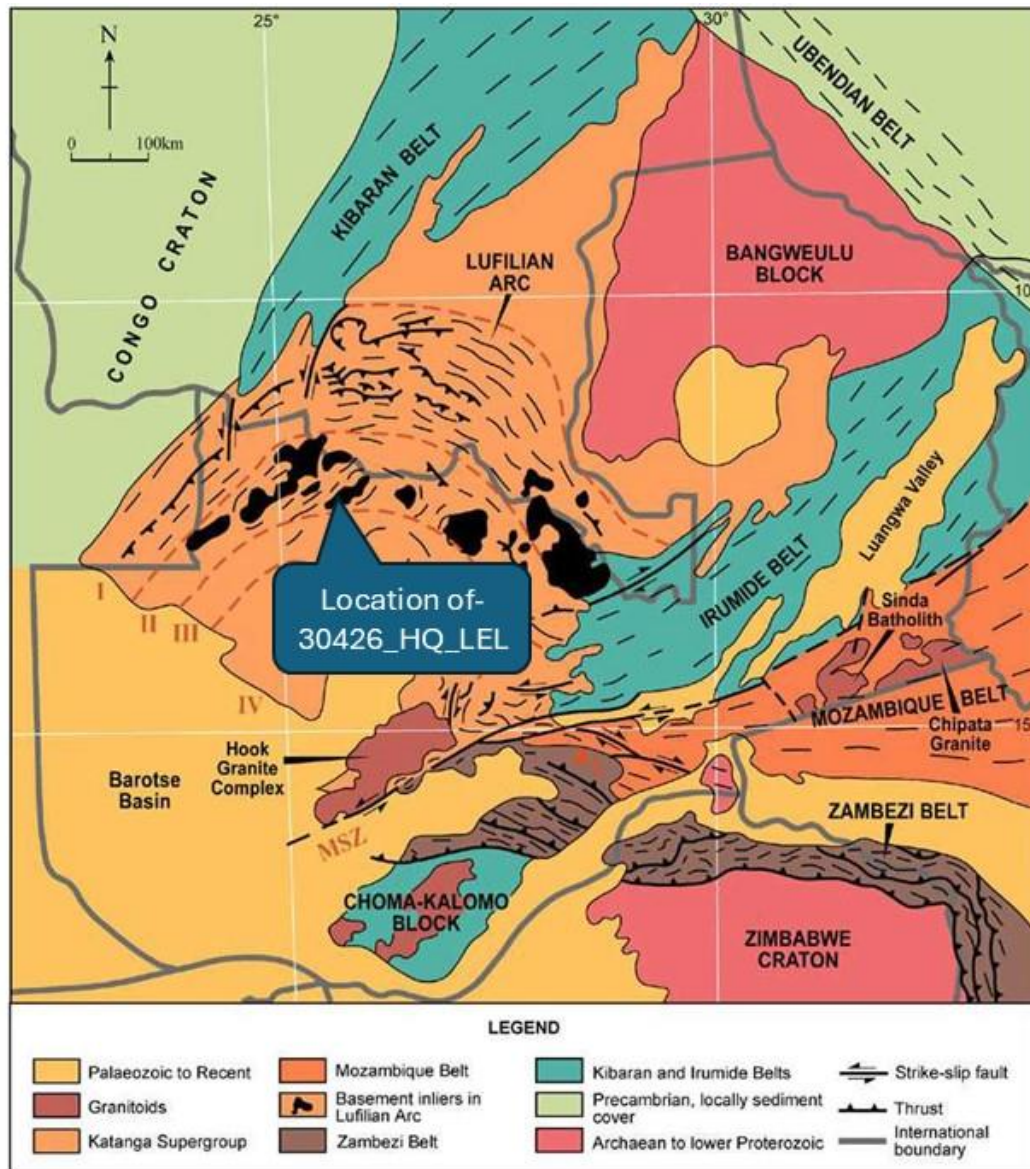 25°
30°
N
0 100km
UBENDIAN BELT
KIBARAN BELT
CONGO CRATON
LUFILIAN
ARC
BANGWEULU
BLOCK
10
Luangwa Valley
IRUMIDE BELT
Location of-
30426_HQ_LEL
I
II
III
IV
Sinda
Batholith
MOZAMBIQUE BELT
Chipata
Granite
15
Hook
Granite
Complex
Barotse
Basin
MSZ
ZAMBEZI BELT
CHOMA-KALOMO
BLOCK
ZIMBABWE
CRATON
LEGEND
Palaeozoic to Recent
Granitoids
Katanga Supergroup
Mozambique Belt
Basement inliers in
Lufilian Arc
Zambezi Belt
Kibaran and Irumide Belts
Precambrian, locally sediment
cover
Archaean to lower Proterozoic
Strike-slip fault
Thrust
International
boundary